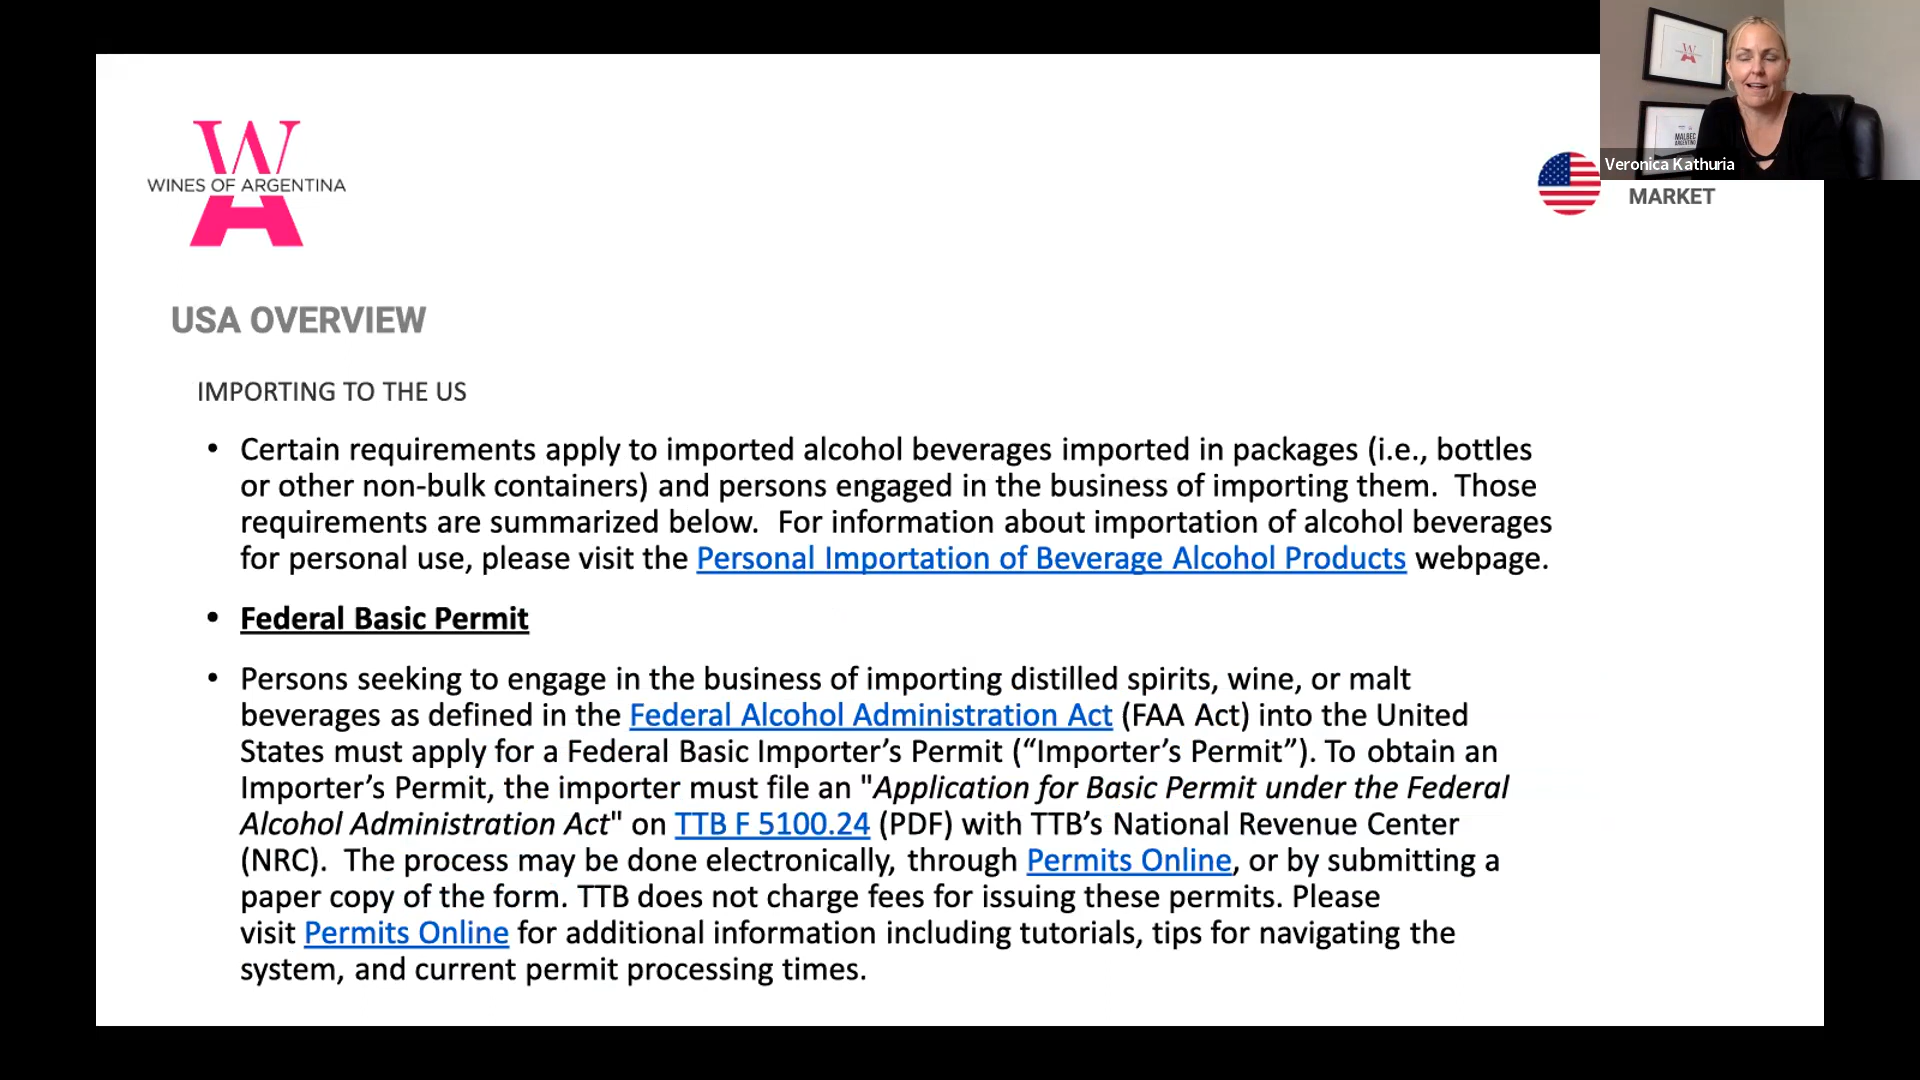 W
WINES OF ARGENTINA
A
Veronica Kathuria
MARKET
USA OVERVIEW
IMPORTING TO THE US
• Certain requirements apply to imported alcohol beverages imported in packages (i.e., bottles
or other non-bulk containers) and persons engaged in the business of importing them.  Those
requirements are summarized below.  For information about importation of alcohol beverages
for personal use, please visit the Personal Importation of Beverage Alcohol Products webpage.
• Federal Basic Permit
• Persons seeking to engage in the business of importing distilled spirits, wine, or malt
beverages as defined in the Federal Alcohol Administration Act (FAA Act) into the United
States must apply for a Federal Basic Importer’s Permit (“Importer’s Permit”). To obtain an
Importer’s Permit, the importer must file an "Application for Basic Permit under the Federal
Alcohol Administration Act" on TTB F 5100.24 (PDF) with TTB’s National Revenue Center
(NRC).  The process may be done electronically, through Permits Online, or by submitting a
paper copy of the form. TTB does not charge fees for issuing these permits. Please
visit Permits Online for additional information including tutorials, tips for navigating the
system, and current permit processing times.
MALBEC
ARGENTINO